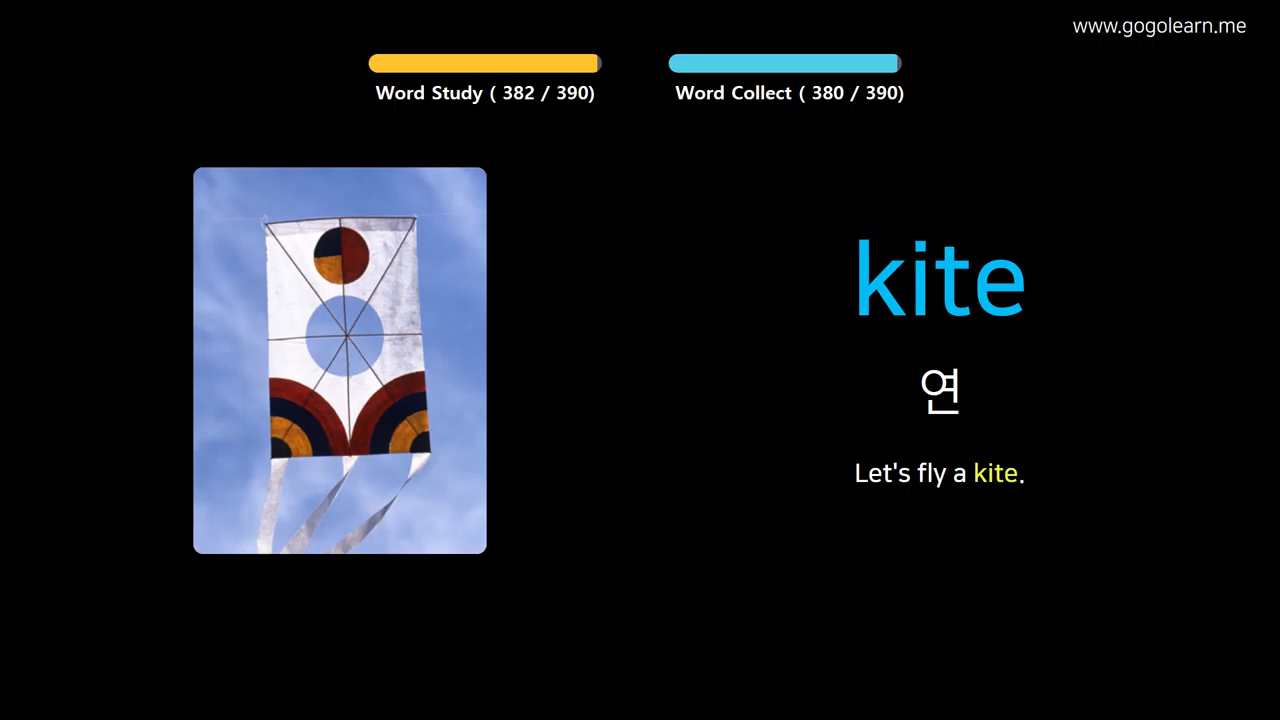 www.gogolearn.me
Word Study ( 382 / 390)
Word Collect ( 380 / 390)
kite
연
Let's fly a kite.